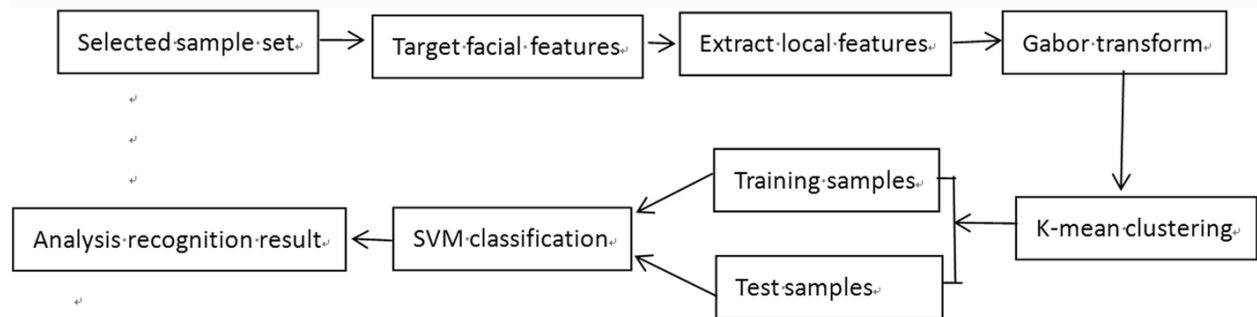 Selected sample set
Target facial features
Extract local features
Gabor transform
Training samples
K-mean clustering
Analysis recognition result
SVM classification
Test samples